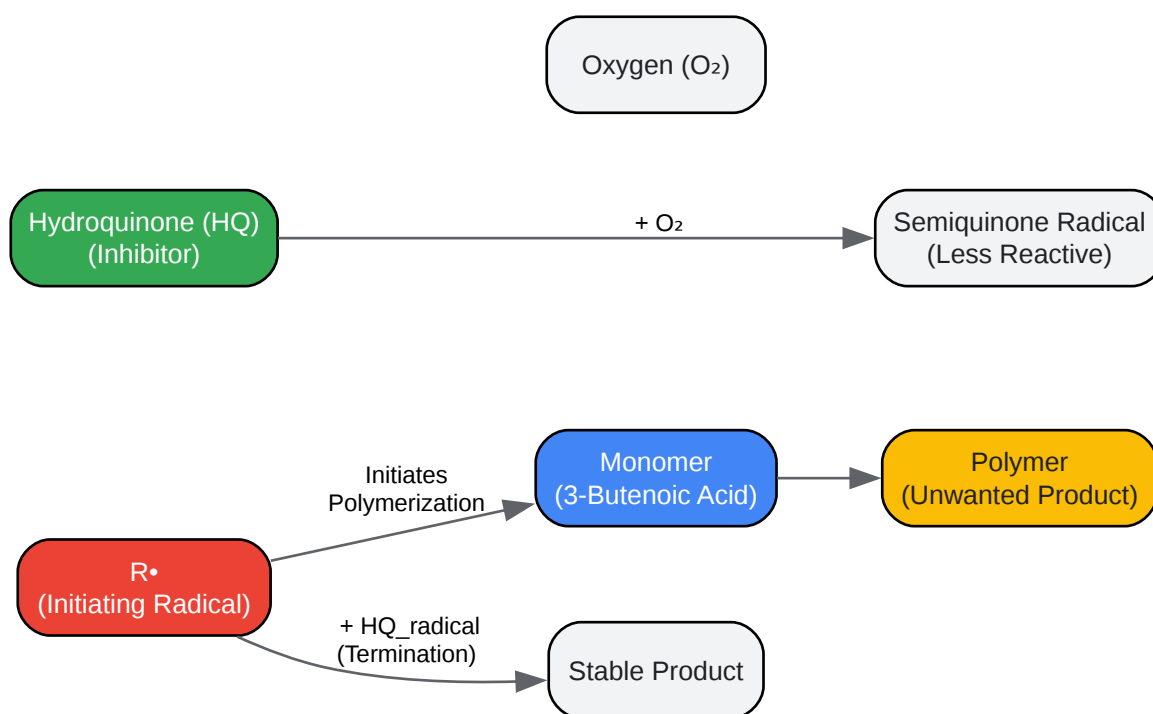 Oxygen (O₂)
Hydroquinone (HQ)
(Inhibitor)
+ O₂
Semiquinone Radical
(Less Reactive)
Initiates
Polymerization
Monomer
(3-Butenoic Acid)
Polymer
(Unwanted Product)
R•
(Initiating Radical)
+ HQ_radical
(Termination)
Stable Product